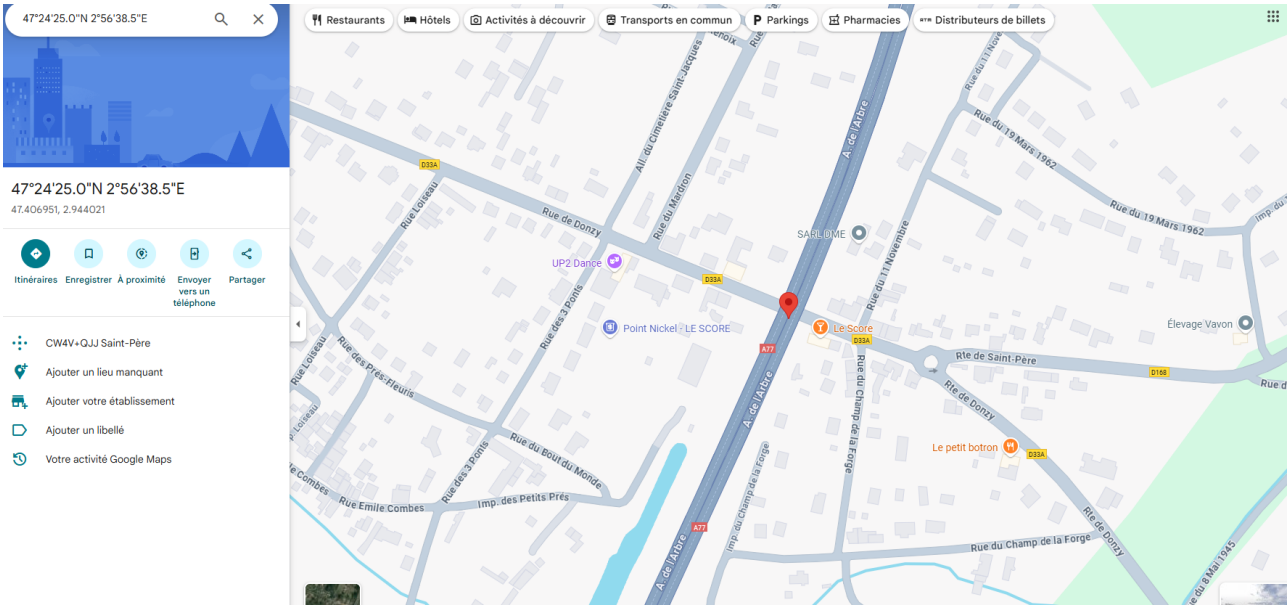 47°24'25.0"N 2°56'38.5"E
Restaurants
Hôtels
Activités à découvrir
Transports en commun
Parkings
Pharmacies
ATM Distributeurs de billets
47°24'25.0"N 2°56'38.5"E
47.406951, 2.944021
Itinéraires
Enregistrer
À proximité
Envoyer
vers un
téléphone
Partager
CW4V+QJJ Saint-Père
Ajouter un lieu manquant
Ajouter votre établissement
Ajouter un libellé
Votre activité Google Maps
All. du Cimetière Saint-Jacques
Rue du Mardron
A. de l'Arbre
Rue du 11 Nove
Rue du 19 Mars 1962
Rue du 19 Mars 1962
Imp. du
D33A
Rue Loiseau
Rue de Donzy
SARL DME
UP2 Dance
D33A
Rue du 11 Novembre
Rue des 3 Ponts
Point Nickel - LE SCORE
Le Score
D33A
Élevage Vavon
A77
Rte de Saint-Père
D168
Rue d
Rue Loiseau
Rue des Prés-Fleuris
A. de l'Arbre
Rue du Champ de la Forge
Rte de Donzy
Le petit botron
D33A
Rue du Bout du Monde
Rue des 3 Ponts
e Combes
Rue Emile Combes
Imp. des Petits Prés
Imp. du Champ de la Forge
A77
Rue du Champ de la Forge
Rte de Donzy
A. de l'Arbre
e du 8 Mai 1945